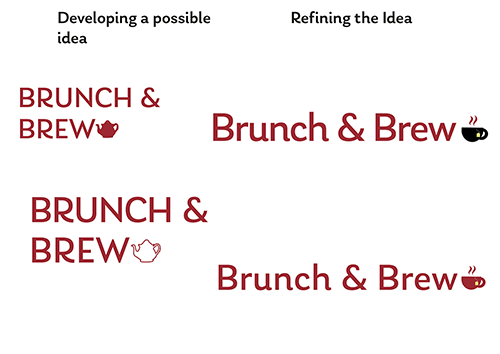 Developing a possible
idea
Refining the Idea
BRUNCH &
BREW
Brunch & Brew
BRUNCH &
BREW
Brunch & Brew